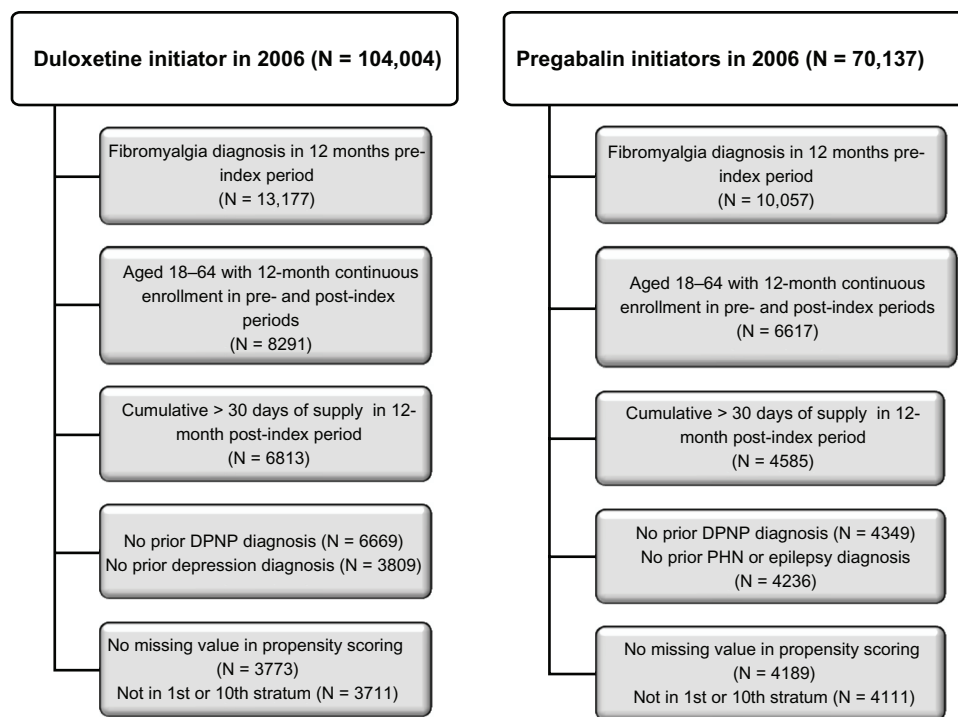 Duloxetine initiator in 2006 (N = 104,004)
Fibromyalgia diagnosis in 12 months pre-
index period
(N = 13,177)
Aged 18–64 with 12-month continuous
enrollment in pre- and post-index
periods
(N = 8291)
Cumulative > 30 days of supply in 12-
month post-index period
(N = 6813)
No prior DPNP diagnosis (N = 6669)
No prior depression diagnosis (N = 3809)
No missing value in propensity scoring
(N = 3773)
Not in 1st or 10th stratum (N = 3711)
Pregabalin initiators in 2006 (N = 70,137)
Fibromyalgia diagnosis in 12 months pre-
index period
(N = 10,057)
Aged 18–64 with 12-month continuous
enrollment in pre- and post-index periods
(N = 6617)
Cumulative > 30 days of supply in 12-
month post-index period
(N = 4585)
No prior DPNP diagnosis (N = 4349)
No prior PHN or epilepsy diagnosis
(N = 4236)
No missing value in propensity scoring
(N = 4189)
Not in 1st or 10th stratum (N = 4111)